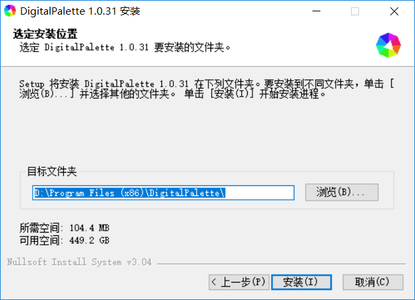 DigitalPalette 1.0.31 安装
选定安装位置
选定 DigitalPalette 1.0.31 要安装的文件夹。
Setup 将安装 DigitalPalette 1.0.31 在下列文件夹。要安装到不同文件夹，单击 [
浏览(B)...] 并选择其他的文件夹。 单击 [安装(I)] 开始安装进程。
目标文件夹
D:\Program Files (x86)\DigitalPalette\
浏览(B)...
所需空间: 104.4 MB
可用空间: 449.2 GB
Nullsoft Install System v3.04
< 上一步(P)
安装(I)
取消(C)